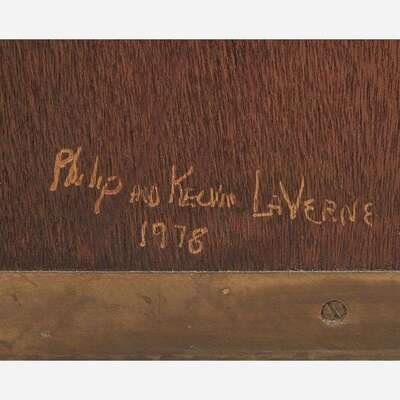 Philip AND KELVIN LAVERNE
1978